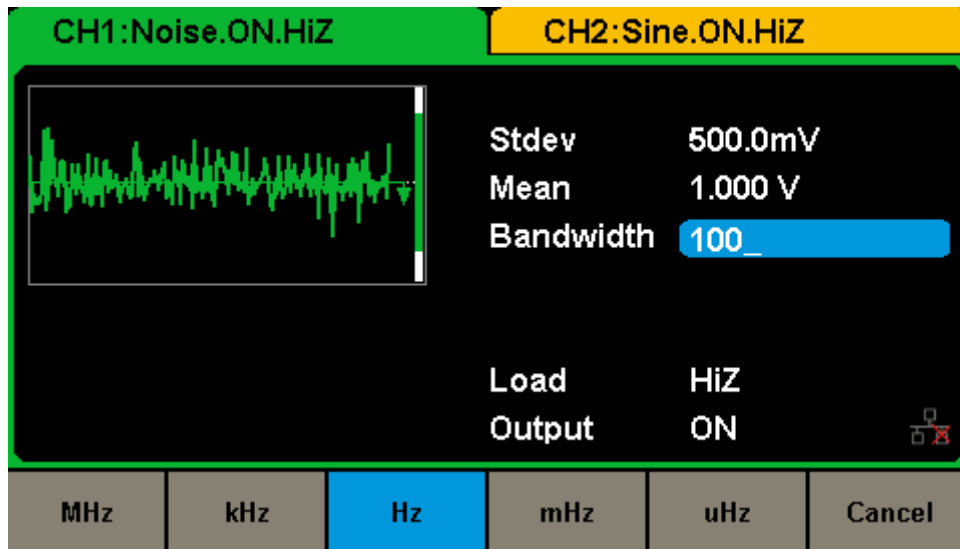 CH1:Noise.ON.HiZ CH2:Sine.ON.HiZ
Stdev 500.0mV
Mean 1.000 V
Bandwidth 100_
Load HiZ
Output ON
MHz kHz Hz mHz uHz Cancel